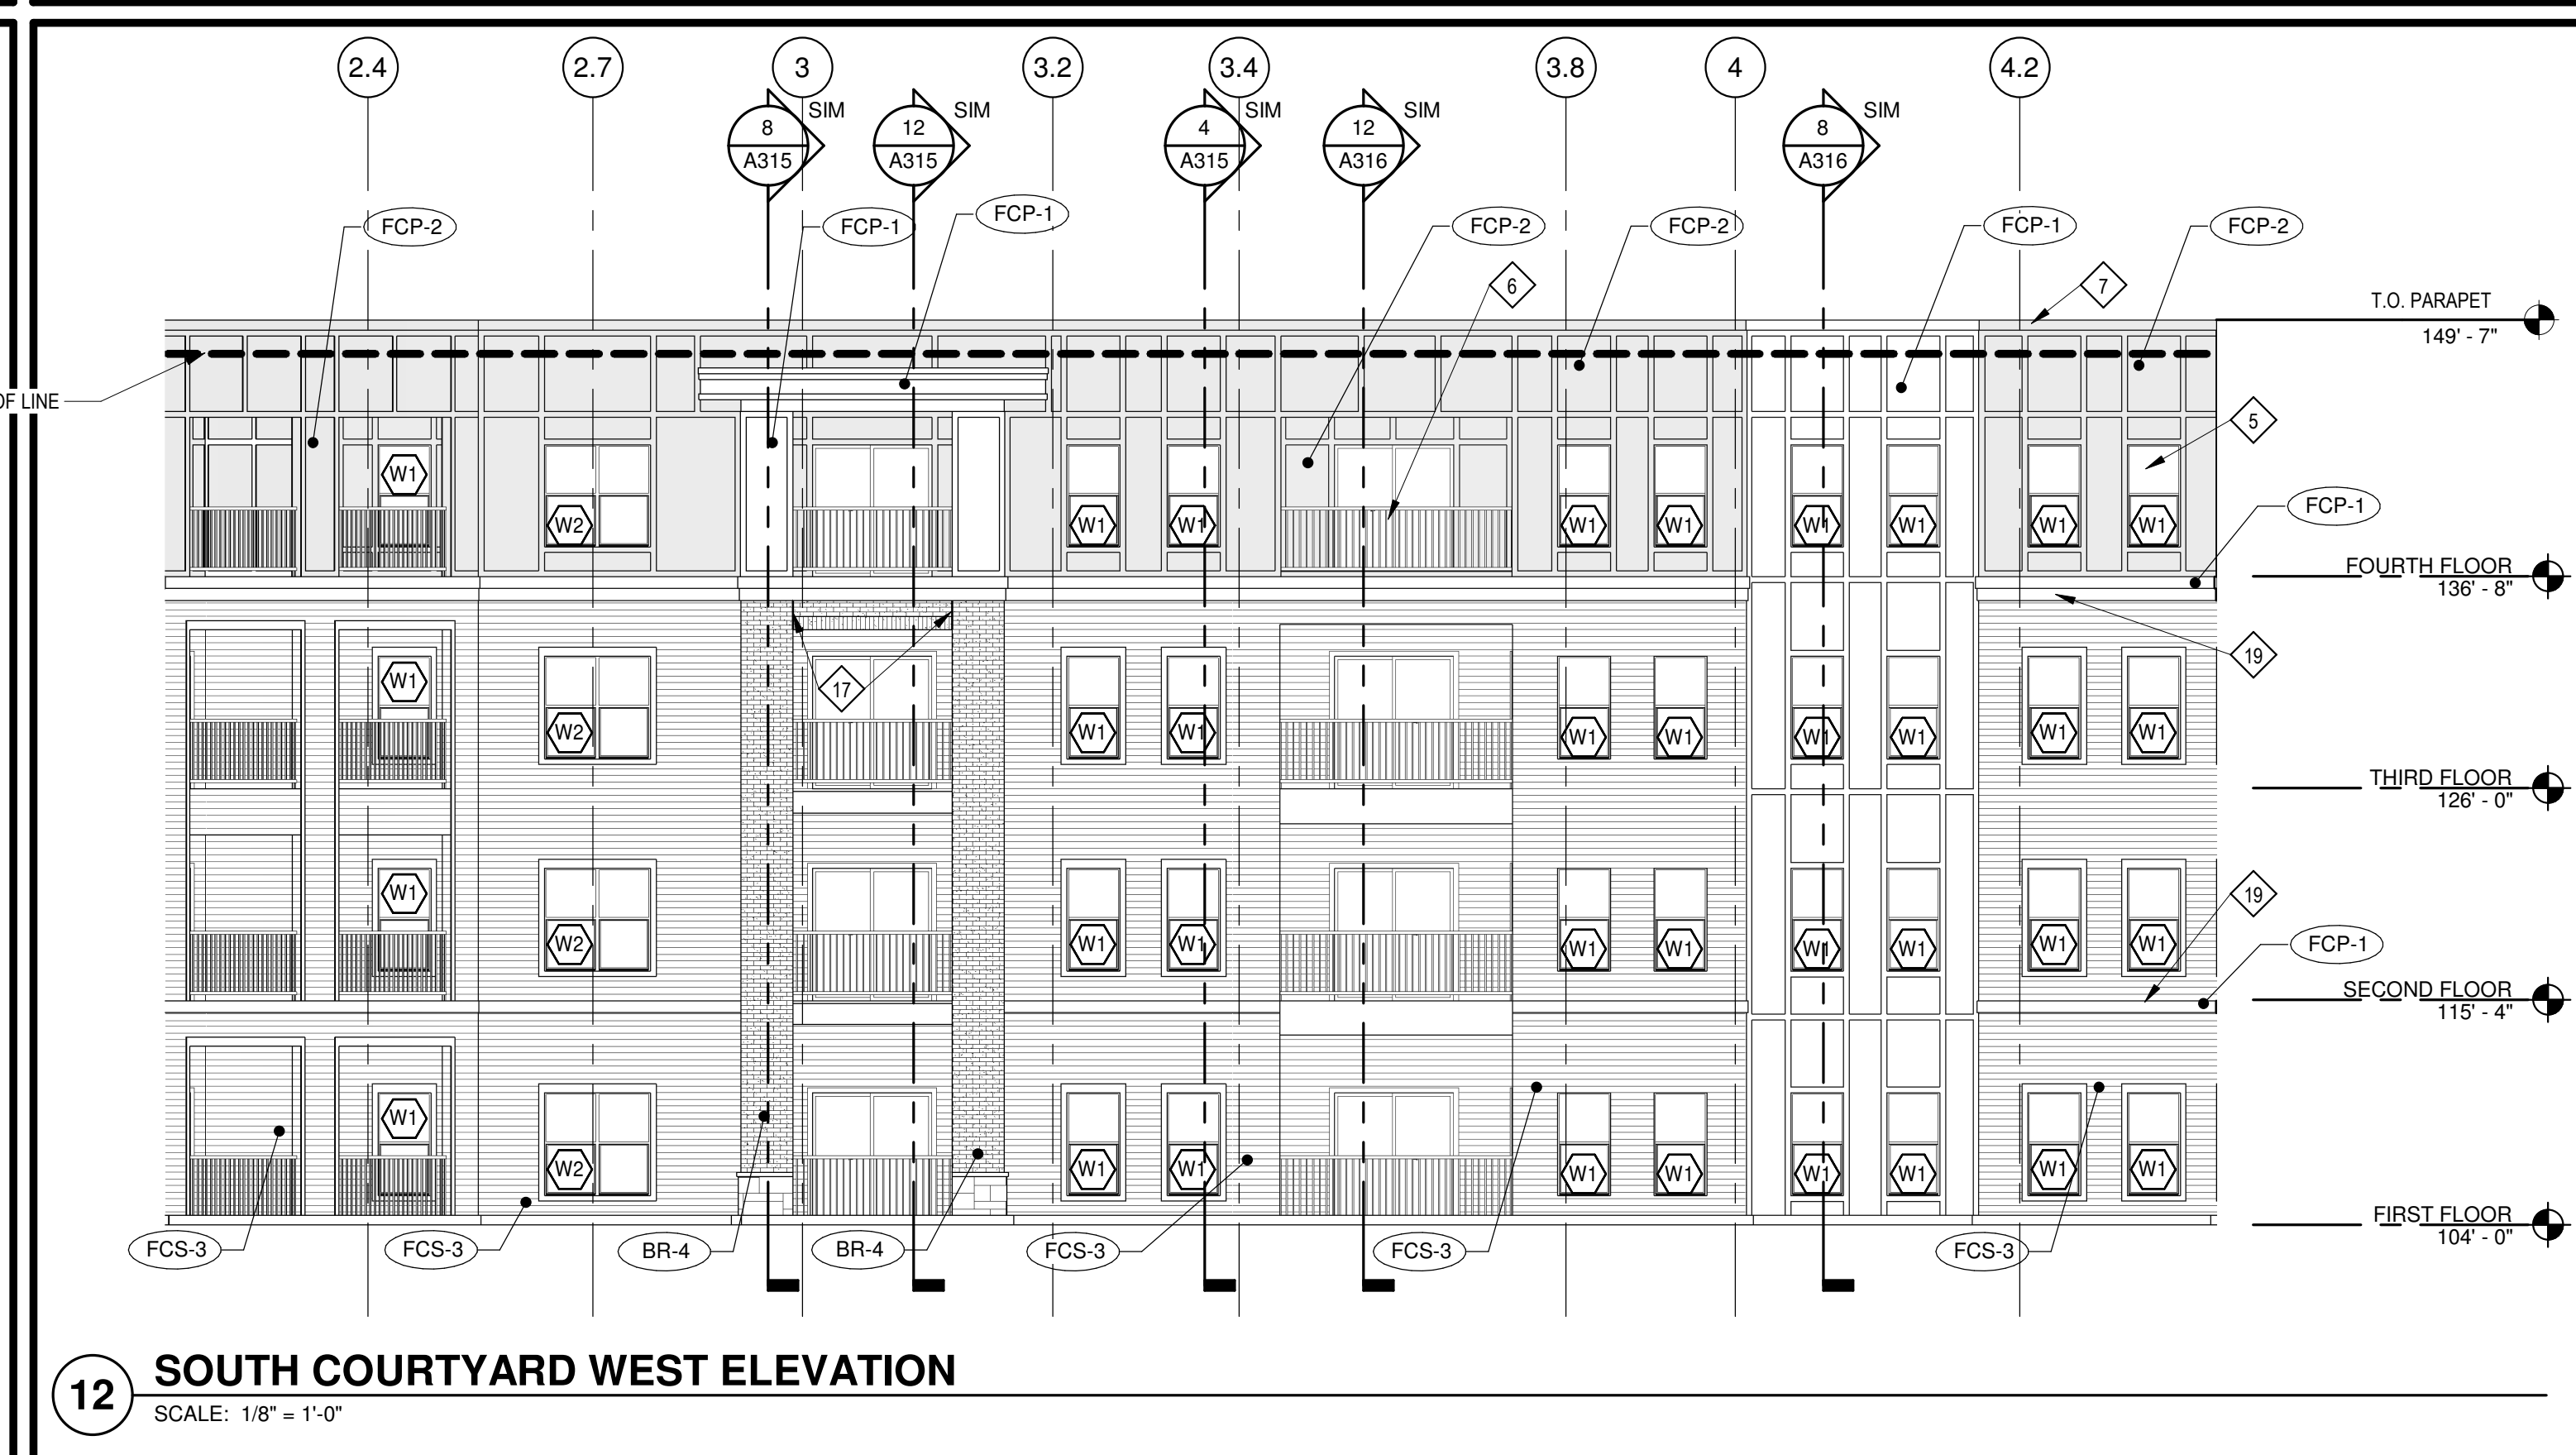 2.4 2.7 3 3.2 3.4 3.8 4 4.2
SIM SIM SIM SIM SIM
8 12 4 12 8
A315 A315 A315 A316 A316
FCP-2 FCP-1 FCP-1 FCP-2 FCP-2 FCP-1 FCP-2
6 7
T.O. PARAPET
149' - 7"
OF LINE
5
W1
W2 W1 W1 W1 W1 W1 W1 W1 W1
FCP-1
FOURTH FLOOR
136' - 8"
19
17
W1
W2 W1 W1 W1 W1 W1 W1 W1 W1
THIRD FLOOR
126' - 0"
W1
19
W2 W1 W1 W1 W1 W1 W1 W1 W1
FCP-1
SECOND FLOOR
115' - 4"
W1
W2 W1 W1 W1 W1 W1 W1 W1 W1
FIRST FLOOR
104' - 0"
FCS-3 FCS-3 BR-4 BR-4 FCS-3 FCS-3 FCS-3
12 SOUTH COURTYARD WEST ELEVATION
SCALE: 1/8" = 1'-0"